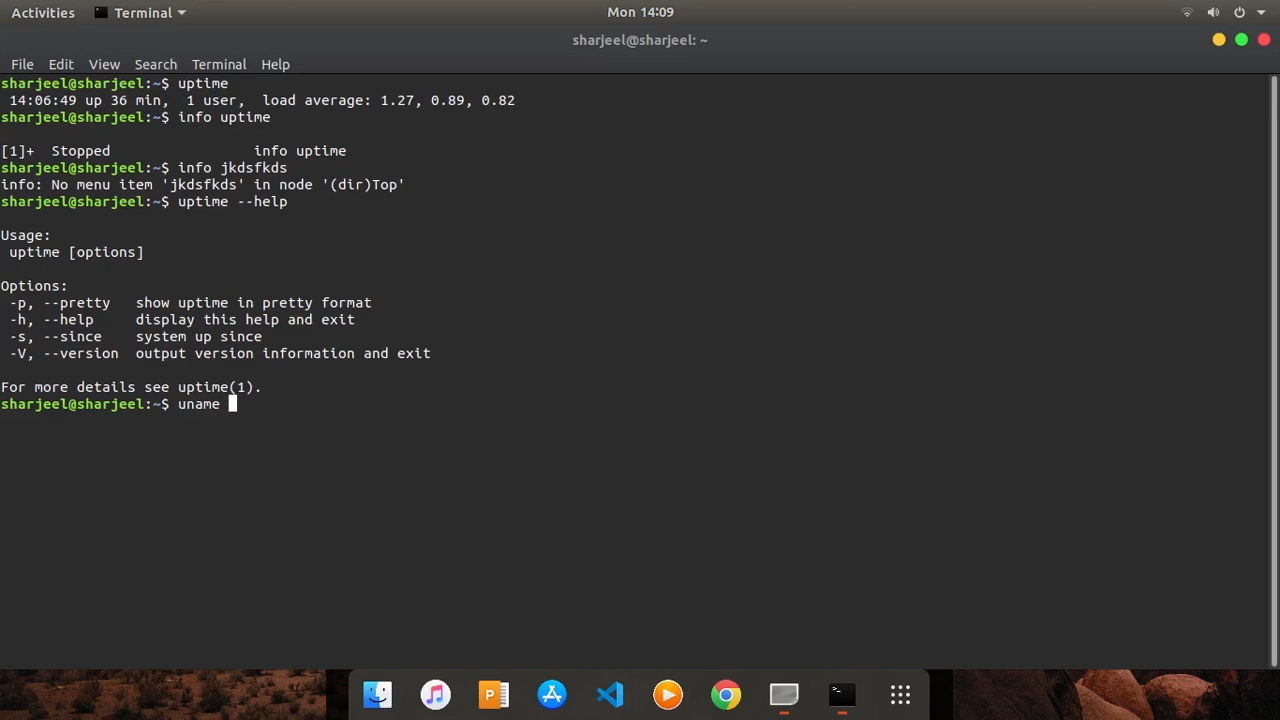 Activities Terminal Mon 14:09
sharjeel@sharjeel: ~
File Edit View Search Terminal Help
sharjeel@sharjeel:~$ uptime
 14:06:49 up 36 min,  1 user,  load average: 1.27, 0.89, 0.82
sharjeel@sharjeel:~$ info uptime

[1]+  Stopped                 info uptime
sharjeel@sharjeel:~$ info jkdsfkds
info: No menu item 'jkdsfkds' in node '(dir)Top'
sharjeel@sharjeel:~$ uptime --help

Usage:
 uptime [options]

Options:
 -p, --pretty   show uptime in pretty format
 -h, --help     display this help and exit
 -s, --since    system up since
 -V, --version  output version information and exit

For more details see uptime(1).
sharjeel@sharjeel:~$ uname
P
>_